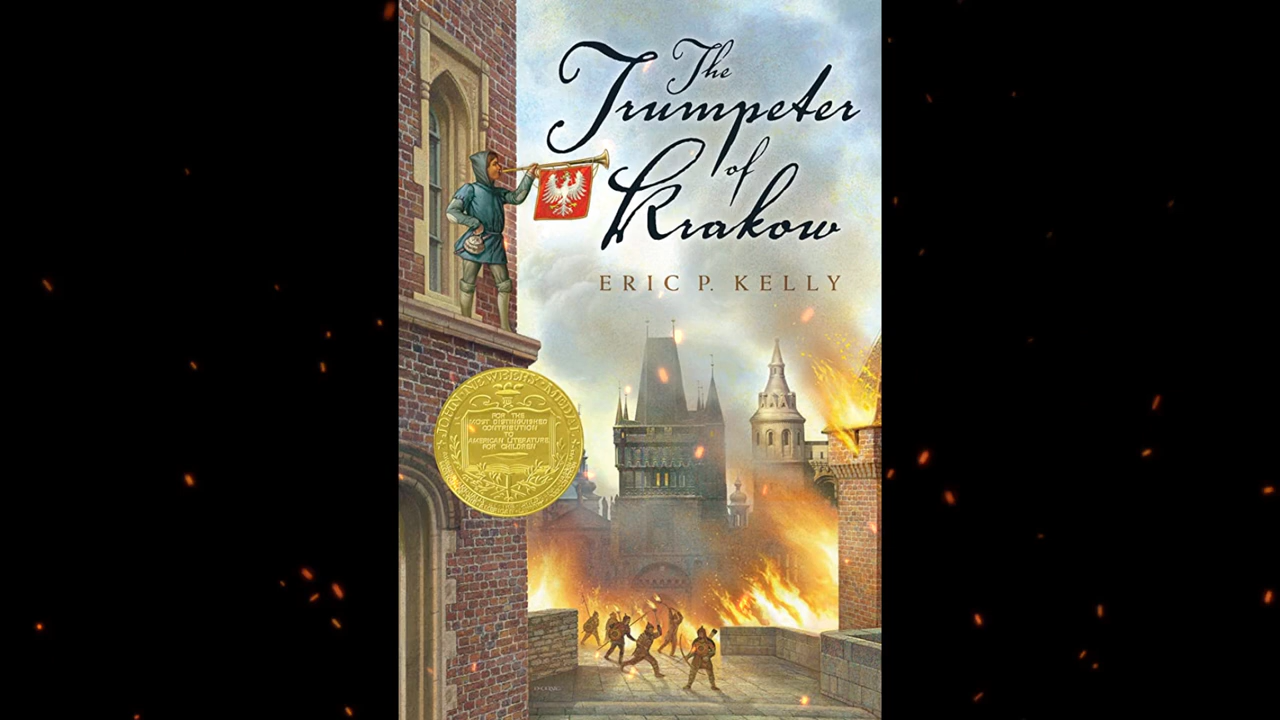 The
Trumpeter
of
Krakow
ERIC P. KELLY
JOHN NEWBERY MEDAL
FOR THE
MOST DISTINGUISHED
CONTRIBUTION
TO
AMERICAN LITERATURE
FOR CHILDREN